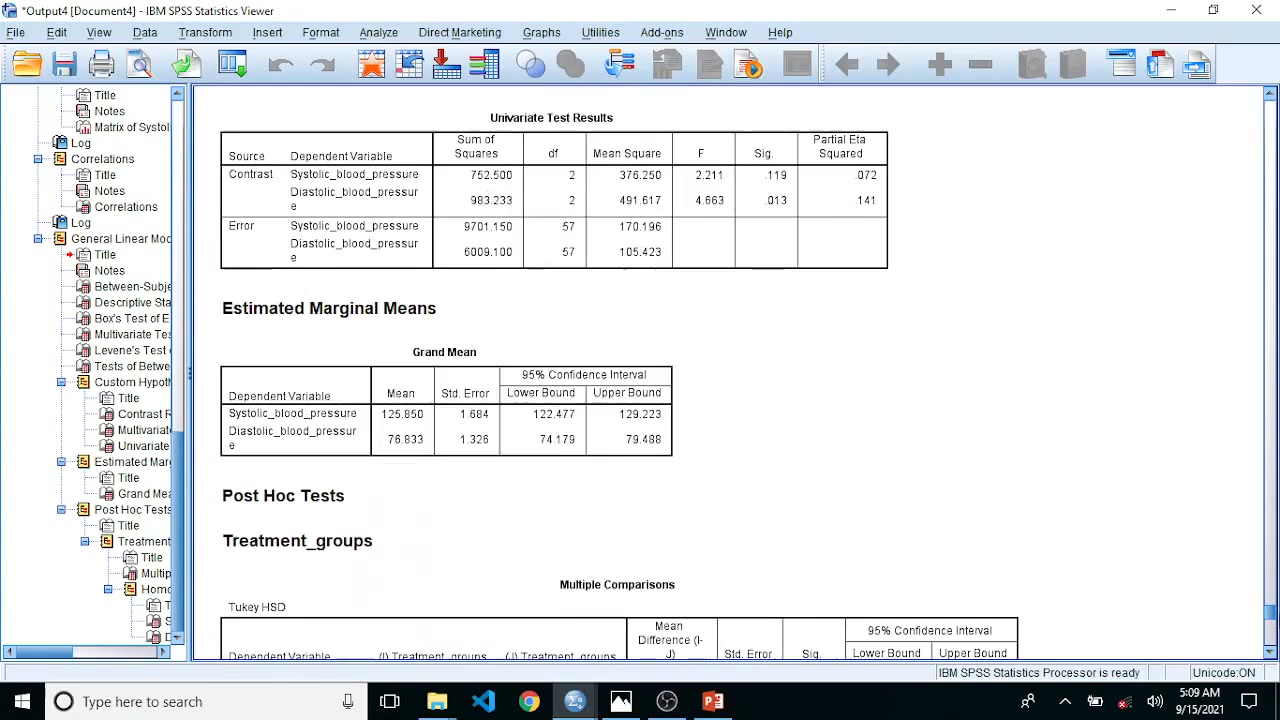 *Output4 [Document4] - IBM SPSS Statistics Viewer
File Edit View Data Transform Insert Format Analyze Direct Marketing Graphs Utilities Add-ons Window Help
Title
Notes
Matrix of Systol
Log
Correlations
Title
Notes
Correlations
Log
General Linear Moc
Title
Notes
Between-Subje
Descriptive Sta
Box's Test of E
Multivariate Tes
Levene's Test
Tests of Betwe
Custom Hypoth
Title
Contrast R
Multivariat
Univariate
Estimated Marg
Title
Grand Mea
Post Hoc Tests
Title
Treatment
Title
Multip
Homo
Univariate Test Results
Source Dependent Variable Sum of Squares df Mean Square F Sig. Partial Eta Squared
Contrast Systolic_blood_pressure 752.500 2 376.250 2.211 .119 .072
Diastolic_blood_pressur
e 983.233 2 491.617 4.663 .013 .141
Error Systolic_blood_pressure 9701.150 57 170.196
Diastolic_blood_pressur
e 6009.100 57 105.423
Estimated Marginal Means
Grand Mean
95% Confidence Interval
Dependent Variable Mean Std. Error Lower Bound Upper Bound
Systolic_blood_pressure 125.850 1.684 122.477 129.223
Diastolic_blood_pressur
e 76.833 1.326 74.179 79.488
Post Hoc Tests
Treatment_groups
Multiple Comparisons
Tukey HSD
Mean
Difference (I- 95% Confidence Interval
Dependent Variable (I) Treatment_groups (J) Treatment_groups J) Std. Error Sig. Lower Bound Upper Bound
IBM SPSS Statistics Processor is ready Unicode:ON
Type here to search
5:09 AM
9/15/2021